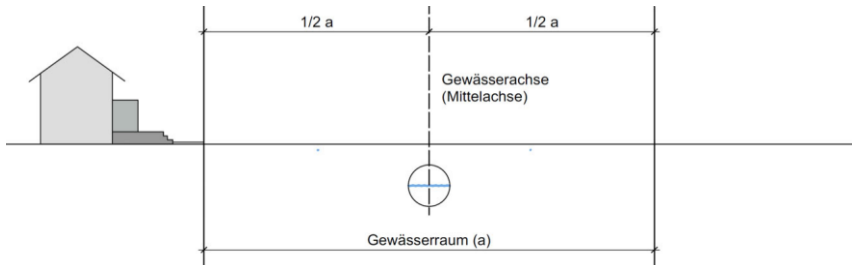 1/2 a
1/2 a
Gewässerachse
(Mittelachse)
Gewässerraum (a)